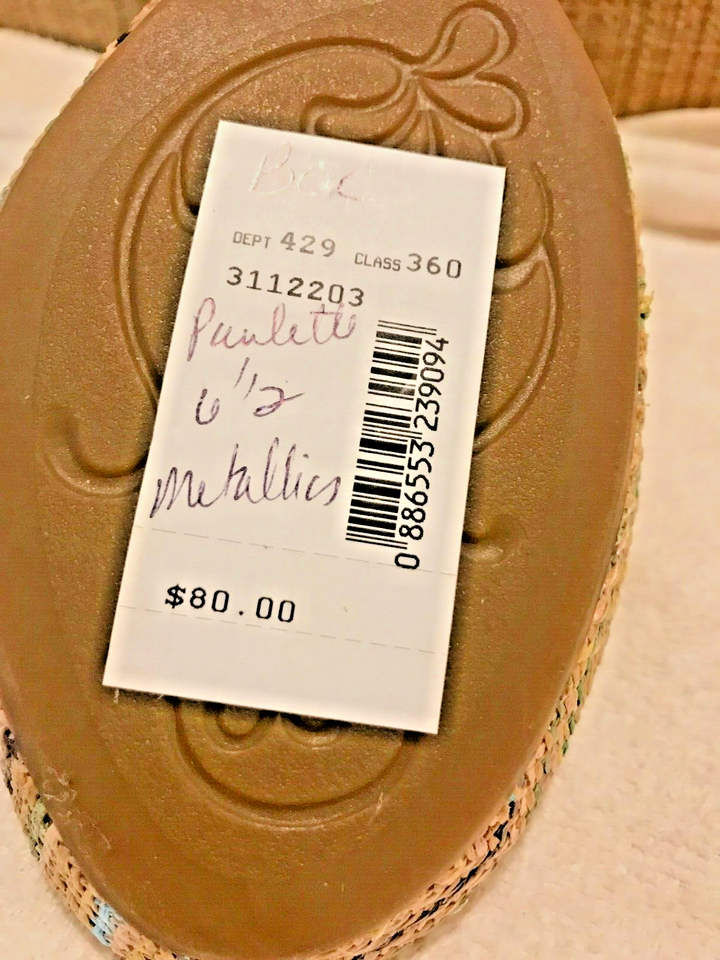 DEPT 429 CLASS 360
3112203
Paulette
6 1/2
Metallics
0 886553 239094
$80.00